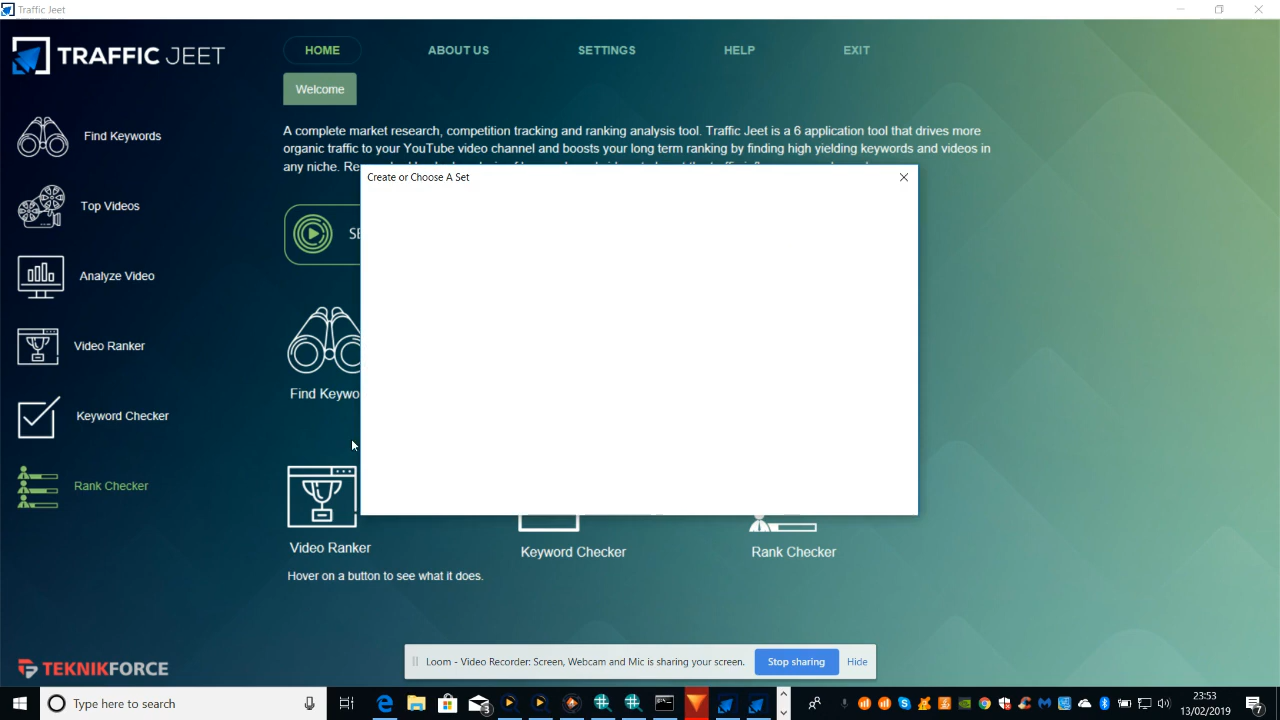 Traffic Jeet
TRAFFIC JEET
HOME
ABOUT US
SETTINGS
HELP
EXIT
Welcome
A complete market research, competition tracking and ranking analysis tool. Traffic Jeet is a 6 application tool that drives more
organic traffic to your YouTube video channel and boosts your long term ranking by finding high yielding keywords and videos in
any niche.
Create or Choose A Set
Find Keywords
Top Videos
Analyze Video
Video Ranker
Keyword Checker
Rank Checker
Find Keywo
Video Ranker
Keyword Checker
Rank Checker
Hover on a button to see what it does.
TEKNIKFORCE
Loom - Video Recorder: Screen, Webcam and Mic is sharing your screen.
Stop sharing
Hide
Type here to search
3
23:53
13/02/2019
7